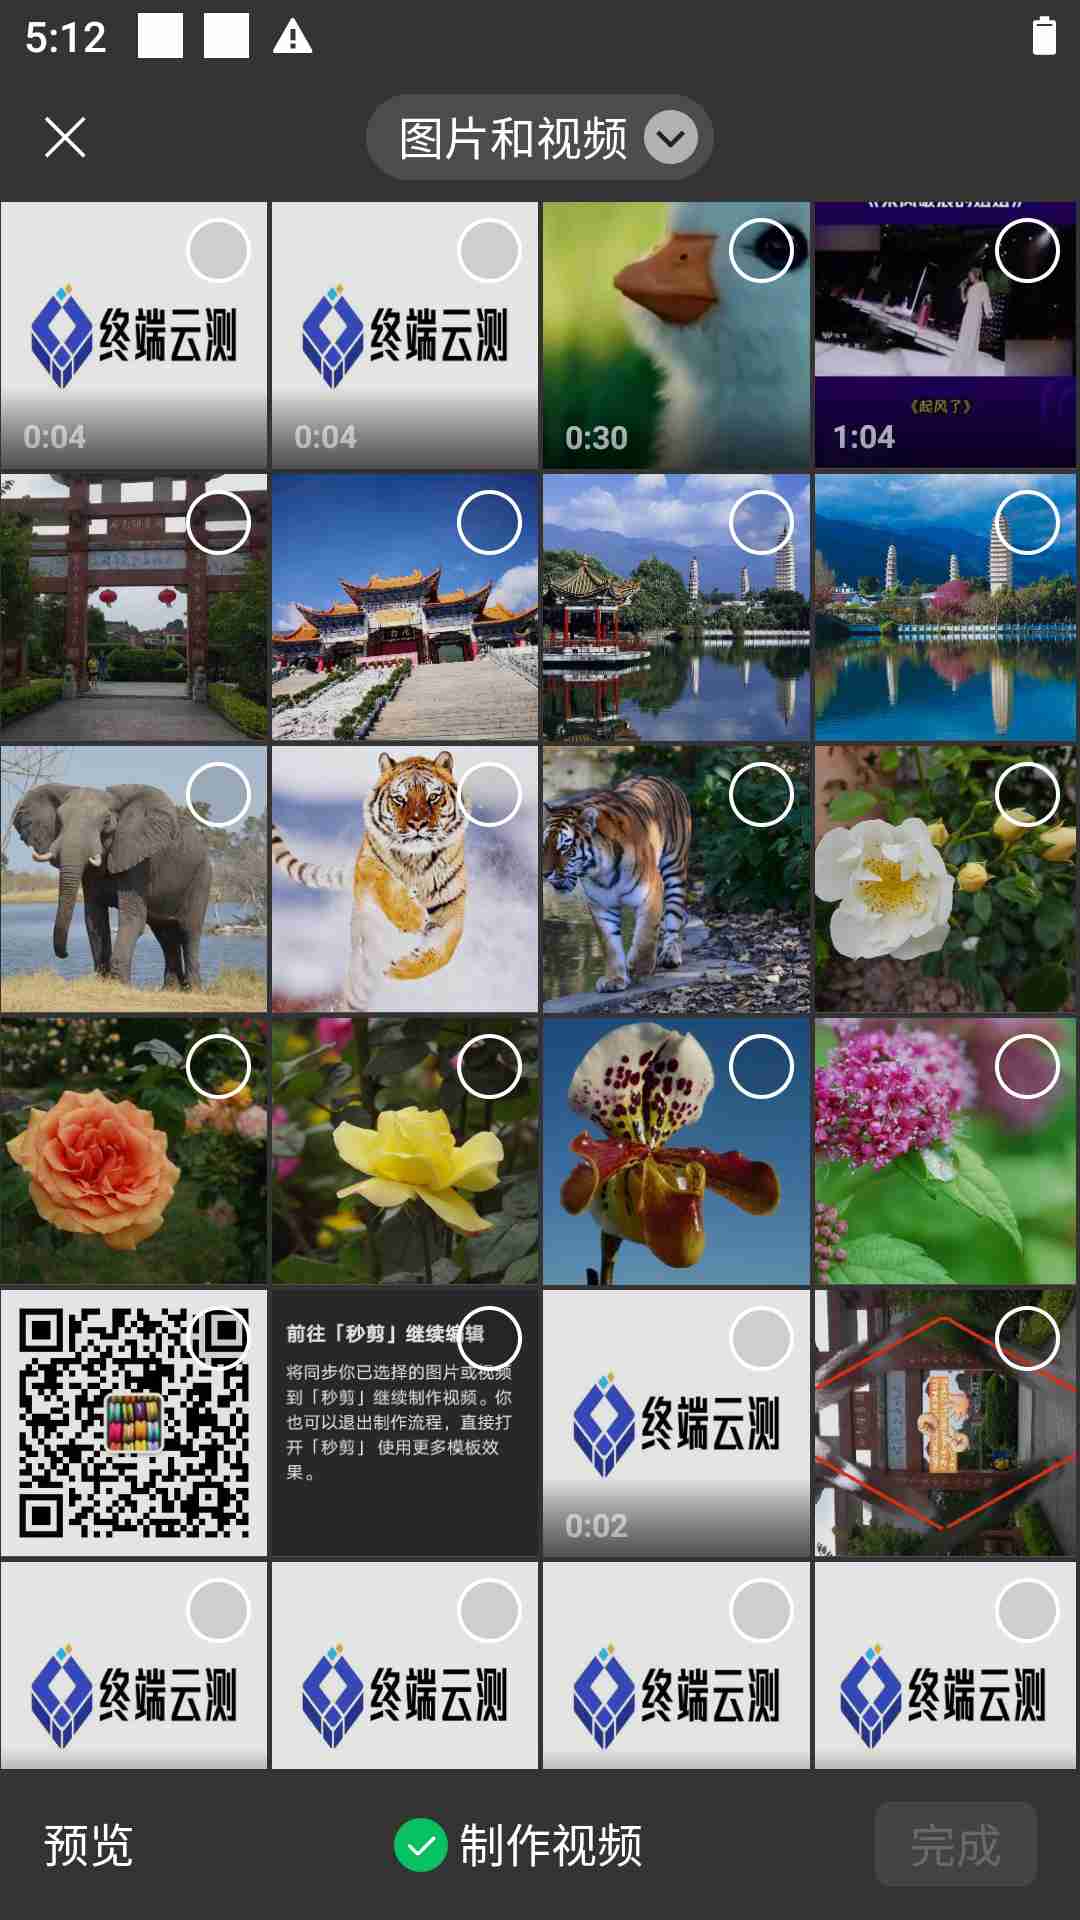 5:12
图片和视频
终端云测
0:04
终端云测
0:04
0:30
《起风了》
1:04
前往「秒剪」继续编辑
将同步你已选择的图片或视频
到「秒剪」继续制作视频。你
也可以退出制作流程，直接打
开「秒剪」使用更多模板效
果。
终端云测
0:02
终端云测
终端云测
终端云测
终端云测
预览
制作视频
完成